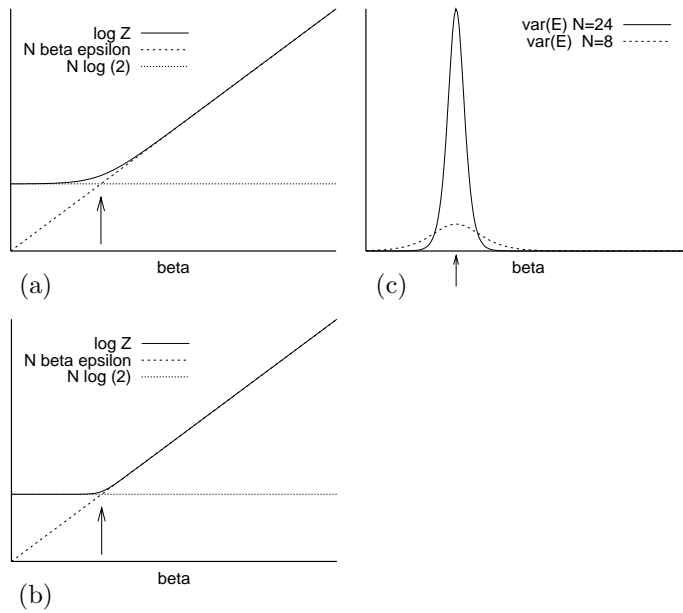 log Z
N beta epsilon
N log (2)
beta
(a)
var(E) N=24
var(E) N=8
beta
(c)
log Z
N beta epsilon
N log (2)
beta
(b)